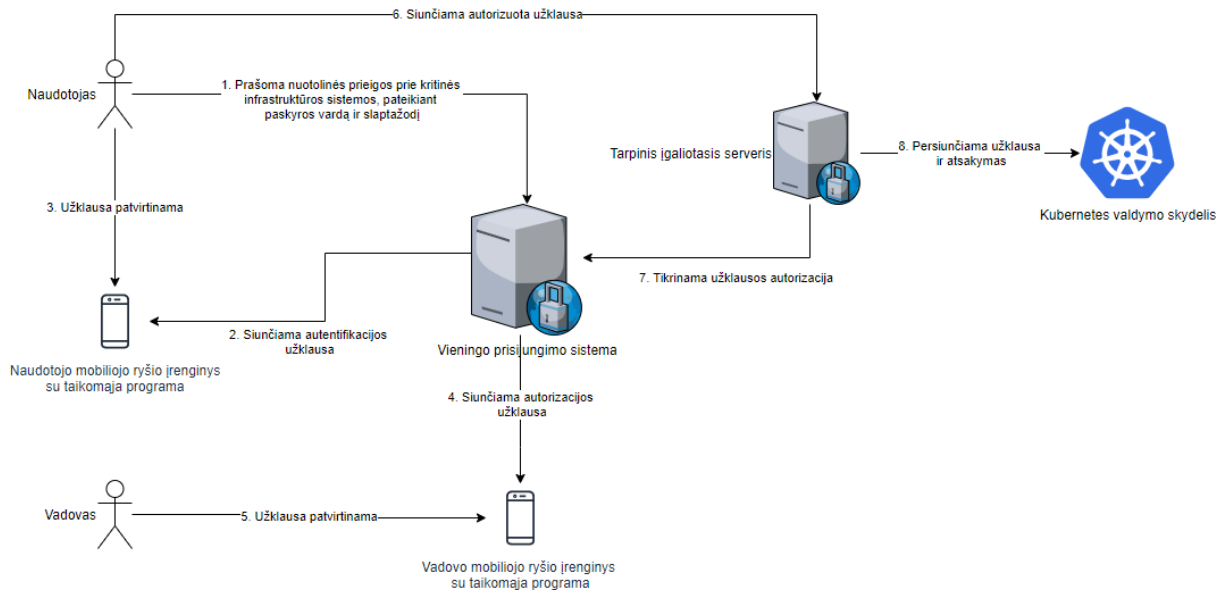 6. Siunčiama autorizuota užklausa
1. Prašoma nuotolinės prieigos prie kritinės
infrastruktūros sistemos, pateikiant
paskyros vardą ir slaptažodį
Naudotojas
Tarpinis įgaliotasis serveris
8. Persiunčiama užklausa
ir atsakymas
Kubernetes valdymo skydelis
3. Užklausa patvirtinama
7. Tikrinama užklausos autorizacija
2. Siunčiama autentifikacijos
užklausa
Vieningo prisijungimo sistema
Naudotojo mobiliojo ryšio įrenginys
su taikomąja programa
4. Siunčiama autorizacijos
užklausa
Vadovas
5. Užklausa patvirtinama
Vadovo mobiliojo ryšio įrenginys
su taikomąja programa